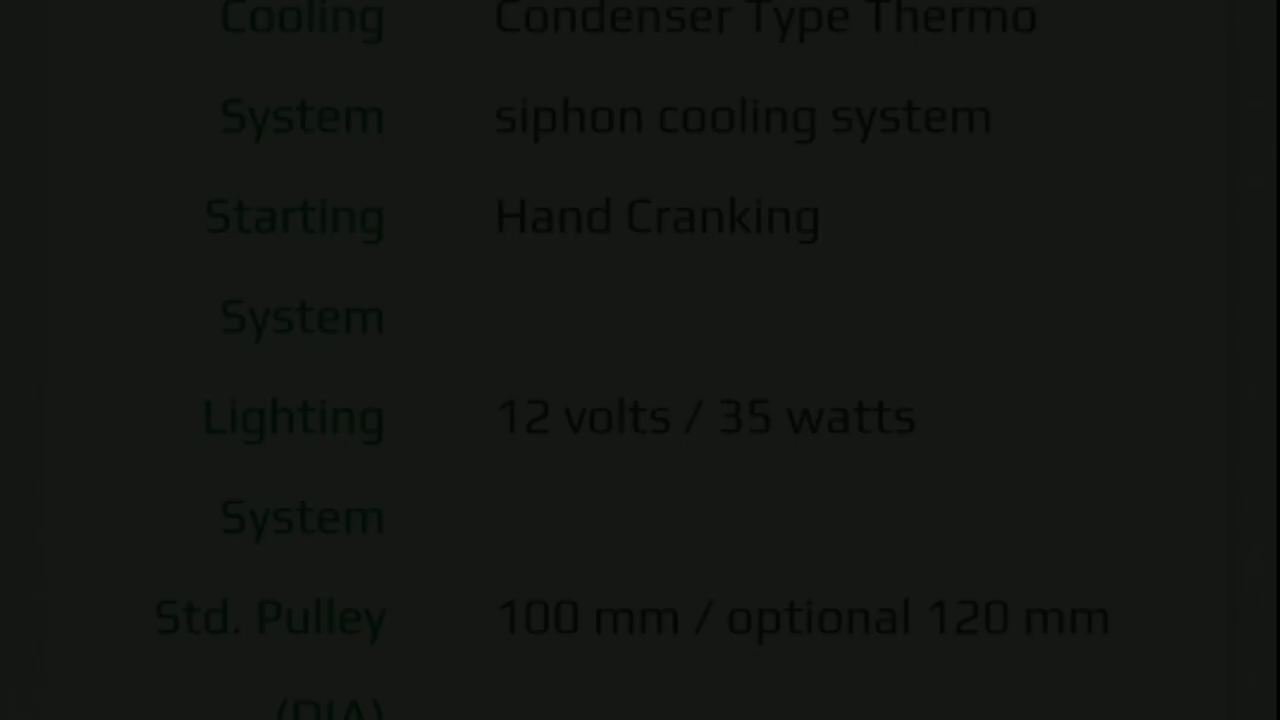 Cooling Condenser Type Thermo
System siphon cooling system
Starting Hand Cranking
System
Lighting 12 volts / 35 watts
System
Std. Pulley 100 mm / optional 120 mm
(DIA)